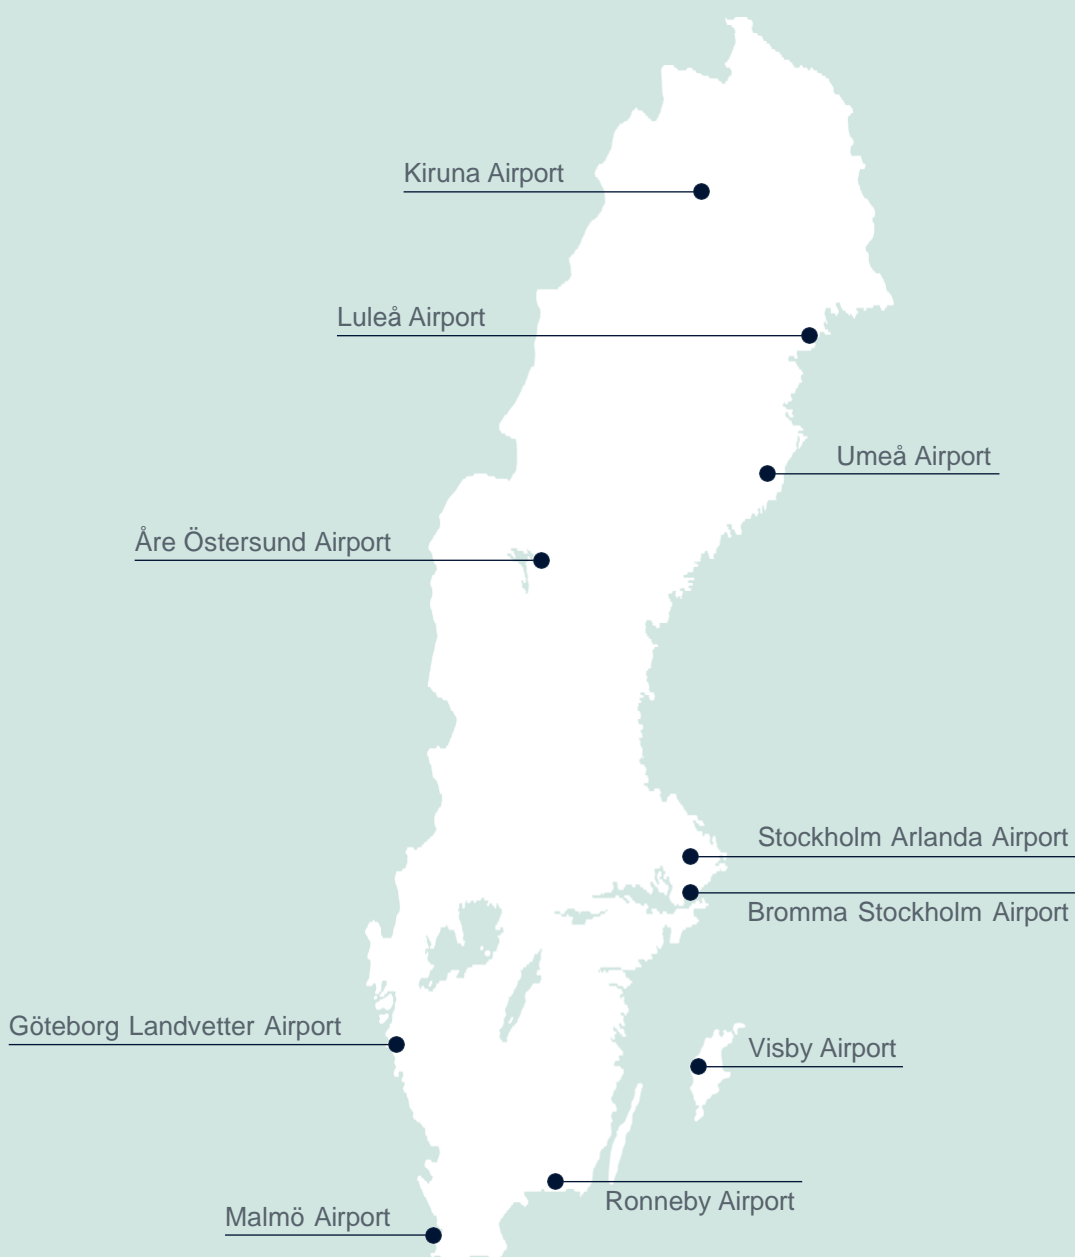 Kiruna Airport
Luleå Airport
Umeå Airport
Åre Östersund Airport
Stockholm Arlanda Airport
Bromma Stockholm Airport
Göteborg Landvetter Airport
Visby Airport
Ronneby Airport
Malmö Airport